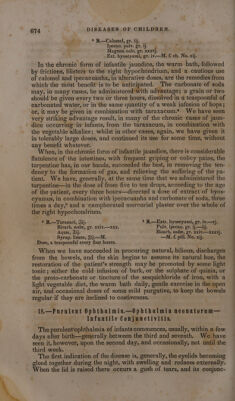 674 DISEASES OF CHILDREN.
* R.—Calomel, gr. iij.
Ipecac. pulv. gr. ij.
Magnes. calc. gr. xxxvj.
Ext. hyoscyami, gr. iv.—M. f. ch. No. xij.
In the chronic form of infantile jaundice, the warm bath, followed
by frictions, blisters to the right hypochondrium, and a cautious use
of calomel and ipecacuanha, in alterative doses, are the remedies from
which the most benefit is to be anticipated. The carbonate of soda
may, in many cases, be administered with advantage; a grain or two
should be given every two or three hours, dissolved in a teaspoonful of
carbonated water, or in the same quantity of a weak infusion of hops;
or, it may be given in combination with taraxacum.* We have seen
very striking advantage result, in many of the chronic cases of jaun-
dice occurring in infants, from the taraxacum, in combination with
the vegetable alkalies; whilst in other cases, again, we have given it
in tolerably large doses, and continued its use for some time, without
any benefit whatever.
When, in the chronic form of infantile jaundice, there is considerable
flatulence of the intestines, with frequent griping or colicy pains, the
turpentine has, in our hands, succeeded the best, in removing the ten-
dency to the formation of gas, and relieving the suffering of the pa-
tient. We have, generally, at the same time that we administered the
turpentine—in the dose of from five to ten drops, according to the age
of the patient, every three hours—directed a dose of extract of hyos-
cyamus, in combination with ipecacuanha and carbonate of soda, three
times a day,† and a camphorated mercurial plaster over the whole of
the right hypochondrium.
* R.—Taraxaci, ʒij.
Bicarb. sodæ, gr. xxiv.—xxx.
Aquæ, ℥ij.
Syrup. limon, ℥ij.—M.
Dose, a teaspoonful every four hours.
† R.—Ext. hyoscyami, gr. iv.—vj.
Pulv. ipecac. gr. ij.—iij.
Bicarb. sodæ, gr. xxiv.—xxxvj.
M. f. pil. No. xij.
When we have succeeded in procuring natural, bilious, discharges
from the bowels, and the skin begins to assume its natural hue, the
restoration of the patient's strength may be promoted by some light
tonic; either the cold infusion of bark, or the sulphate of quinia, or
the proto-carbonate or tincture of the sesquichloride of iron, with a
light vegetable diet, the warm bath daily, gentle exercise in the open
air, and occasional doses of some mild purgative, to keep the bowels
regular if they are inclined to costiveness.
18.—Purulent Ophthalmia.—Ophthalmia neonatorum—
Infantile Conjunctivitis.
The purulent ophthalmia of infants commences, usually, within a few
days after birth—generally between the third and seventh. We have
seen it, however, upon the second day, and occasionally, not until the
third week.
The first indication of the disease is, generally, the eyelids becoming
glued together during the night, with swelling and redness externally.
When the lid is raised there occurs a gush of tears, and its conjunc-